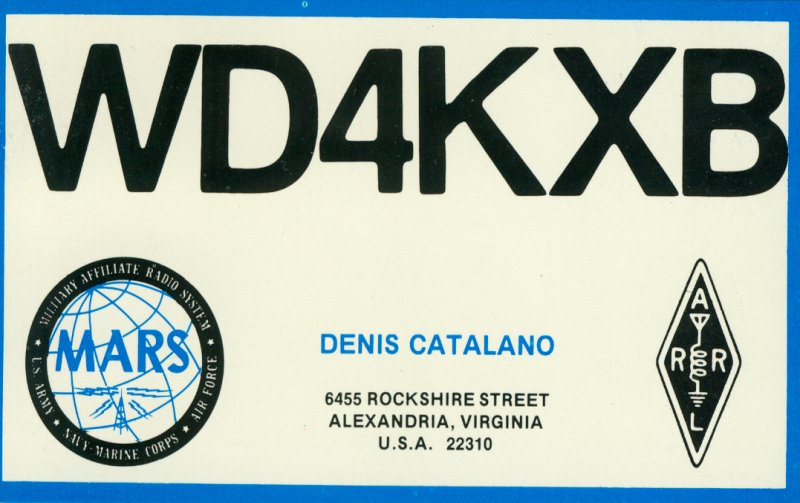 WD4KXB
MILITARY AFFILIATE RADIO SYSTEM
MARS
U.S. ARMY ★ NAVY-MARINE CORPS ★ AIR FORCE
DENIS CATALANO
6455 ROCKSHIRE STREET
ALEXANDRIA, VIRGINIA
U.S.A. 22310
A
R R
L